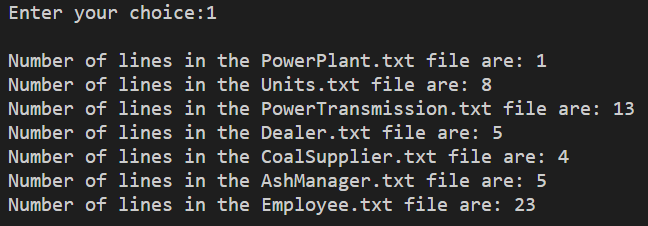 Enter your choice:1
Number of lines in the PowerPlant.txt file are: 1
Number of lines in the Units.txt file are: 8
Number of lines in the PowerTransmission.txt file are: 13
Number of lines in the Dealer.txt file are: 5
Number of lines in the CoalSupplier.txt file are: 4
Number of lines in the AshManager.txt file are: 5
Number of lines in the Employee.txt file are: 23